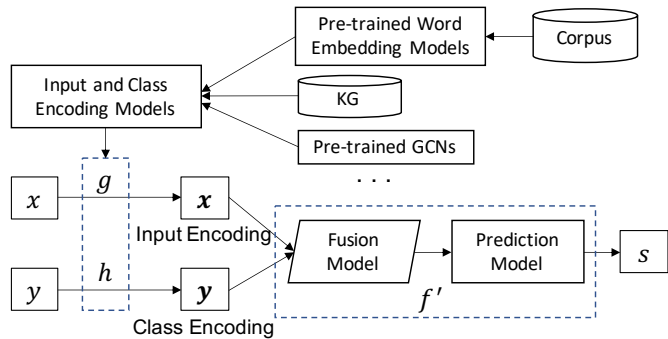 Pre-trained Word
Embedding Models
Corpus
Input and Class
Encoding Models
KG
Pre-trained GCNs
. . .
x
g
x
Input Encoding
y
h
y
Class Encoding
Fusion
Model
Prediction
Model
f'
s